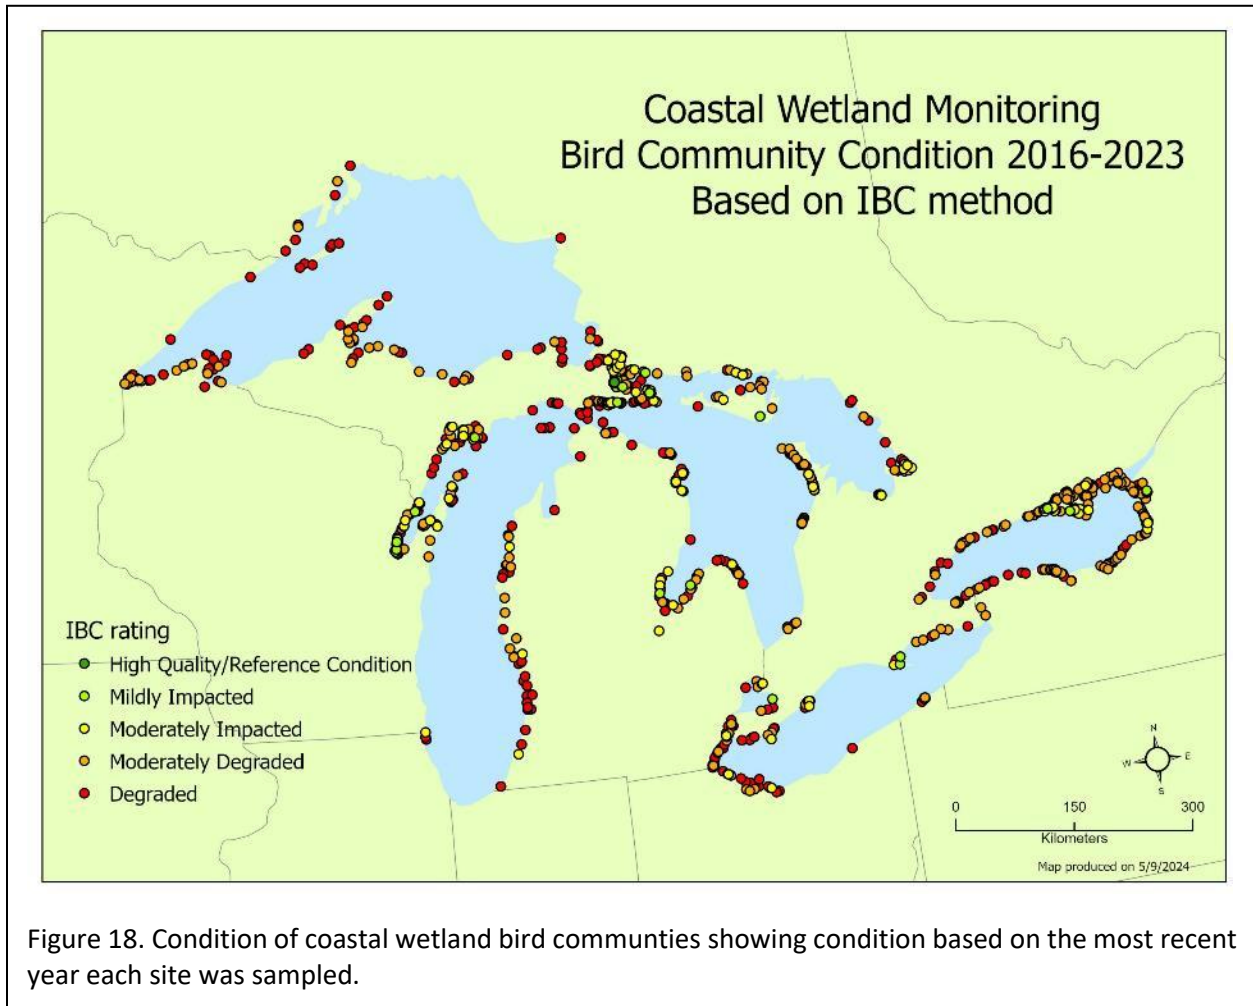 Coastal Wetland Monitoring
Bird Community Condition 2016-2023
Based on IBC method
IBC rating
High Quality/Reference Condition
Mildly Impacted
Moderately Impacted
Moderately Degraded
Degraded
N
W E
S
0 150 300
Kilometers
Map produced on 5/9/2024
Figure 18. Condition of coastal wetland bird communties showing condition based on the most recent
year each site was sampled.